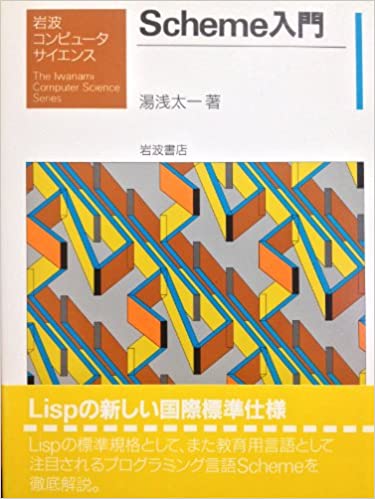 岩波
コンピュータ
サイエンス
The Iwanami
Computer Science
Series
Scheme入門
湯浅太一 著
岩波書店
Lispの新しい国際標準仕様
Lispの標準規格として、また教育用言語として
注目されるプログラミング言語Schemeを
徹底解説。